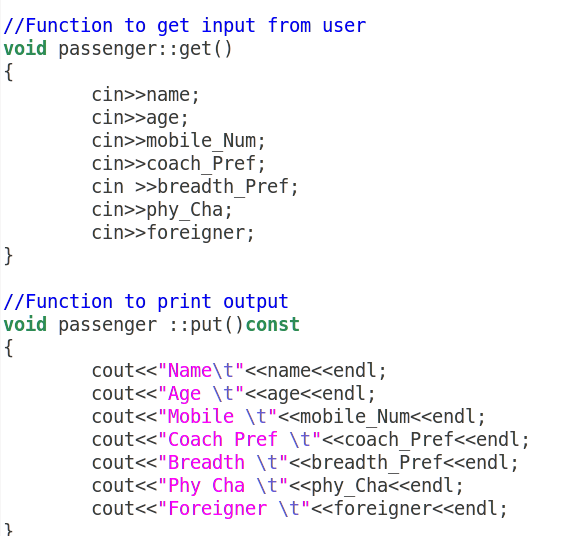 //Function to get input from user
void passenger::get()
{
        cin>>name;
        cin>>age;
        cin>>mobile_Num;
        cin>>coach_Pref;
        cin >>breadth_Pref;
        cin>>phy_Cha;
        cin>>foreigner;
}

//Function to print output
void passenger ::put()const
{
        cout<<"Name\t"<<name<<endl;
        cout<<"Age \t"<<age<<endl;
        cout<<"Mobile \t"<<mobile_Num<<endl;
        cout<<"Coach Pref \t"<<coach_Pref<<endl;
        cout<<"Breadth \t"<<breadth_Pref<<endl;
        cout<<"Phy Cha \t"<<phy_Cha<<endl;
        cout<<"Foreigner \t"<<foreigner<<endl;
}